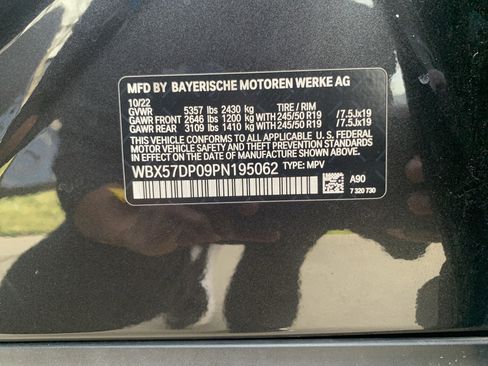 MFD BY BAYERISCHE MOTOREN WERKE AG
10/22
GVWR 5357 lbs 2430 kg TIRE / RIM
GAWR FRONT 2646 lbs 1200 kg WITH 245/50 R19 / 7.5Jx19
GAWR REAR 3109 lbs 1410 kg WITH 245/50 R19 / 7.5Jx19
THIS VEHICLE CONFORMS TO ALL APPLICABLE U. S. FEDERAL
MOTOR VEHICLE SAFETY, BUMPER, AND THEFT PREVENTION
STANDARDS IN EFFECT ON THE DATE OF MANUFACTURE SHOWN ABOVE.
WBX57DP09PN195062 TYPE: MPV
A90
7 320 730